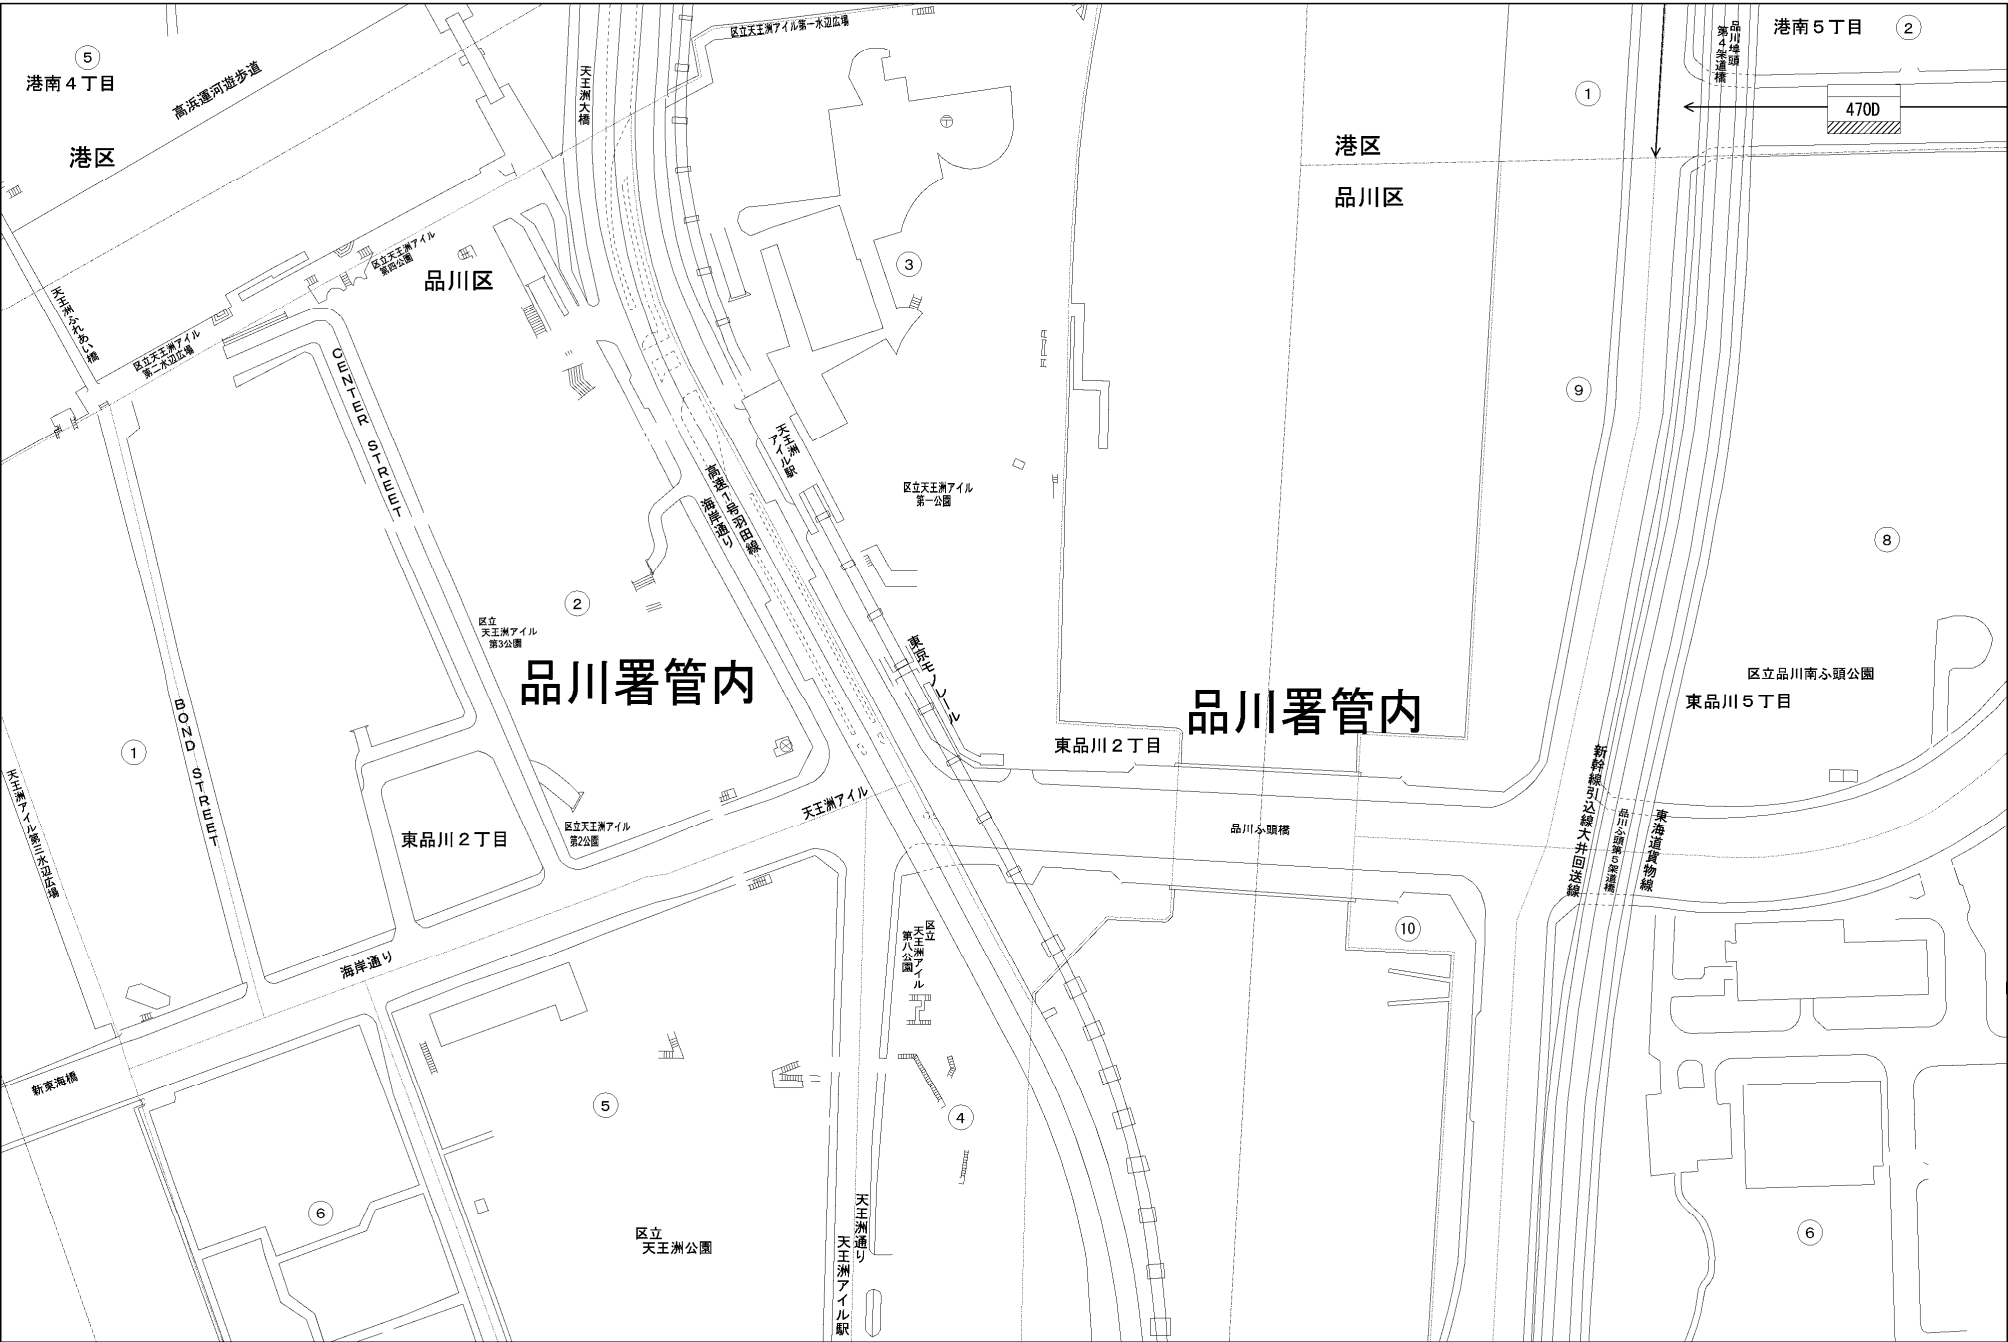 区立天王洲アイル第一水辺広場
品川埠頭
第4架道橋
港南5丁目
2
5
港南4丁目
高浜運河遊歩道
天王洲大橋
1
470D
港区
港区
品川区
区立天王洲アイル
第四公園
品川区
3
天王洲ふれあい橋
区立天王洲アイル
第二水辺広場
CENTER STREET
9
天王洲
アイル駅
高速1号羽田線
海岸通り
区立天王洲アイル
第一公園
8
2
区立
天王洲アイル
第3公園
品川署管内
東京モノレール
品川署管内
区立品川南ふ頭公園
東品川5丁目
BOND STREET
1
東品川2丁目
天王洲アイル第三水辺広場
天王洲アイル
東品川2丁目
区立天王洲アイル
第2公園
品川ふ頭橋
新幹線引込線大井回送線
品川ふ頭第5架道橋
東海道貨物線
区立
天王洲アイル
第八公園
10
海岸通り
新東海橋
5
4
6
区立
天王洲公園
天王洲通り
天王洲アイル駅
6